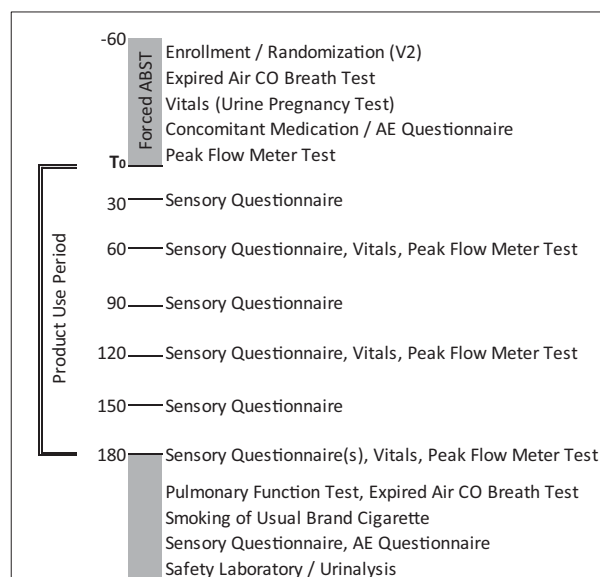 -60
Forced ABST
Enrollment / Randomization (V2)
Expired Air CO Breath Test
Vitals (Urine Pregnancy Test)
Concomitant Medication / AE Questionnaire
Peak Flow Meter Test
T0
Product Use Period
30 Sensory Questionnaire
60 Sensory Questionnaire, Vitals, Peak Flow Meter Test
90 Sensory Questionnaire
120 Sensory Questionnaire, Vitals, Peak Flow Meter Test
150 Sensory Questionnaire
180 Sensory Questionnaire(s), Vitals, Peak Flow Meter Test
Pulmonary Function Test, Expired Air CO Breath Test
Smoking of Usual Brand Cigarette
Sensory Questionnaire, AE Questionnaire
Safety Laboratory / Urinalysis